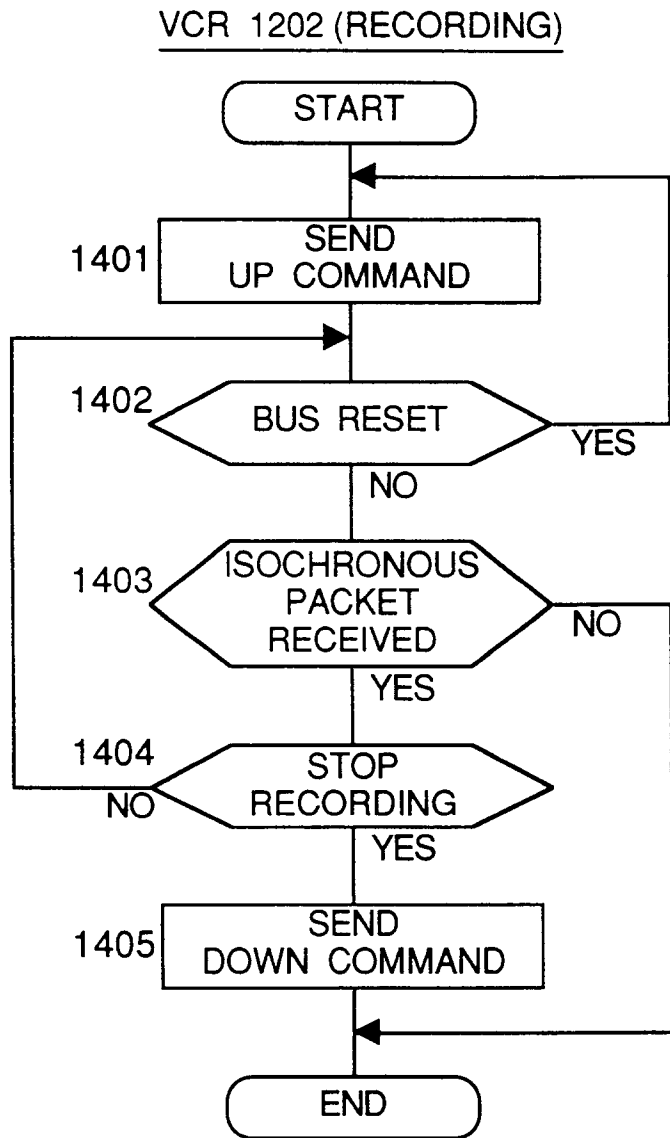 VCR 1202 (RECORDING)
START
1401
SEND
UP COMMAND
1402
BUS RESET
YES
NO
1403
ISOCHRONOUS
PACKET
RECEIVED
NO
YES
1404
STOP
RECORDING
NO
YES
1405
SEND
DOWN COMMAND
END